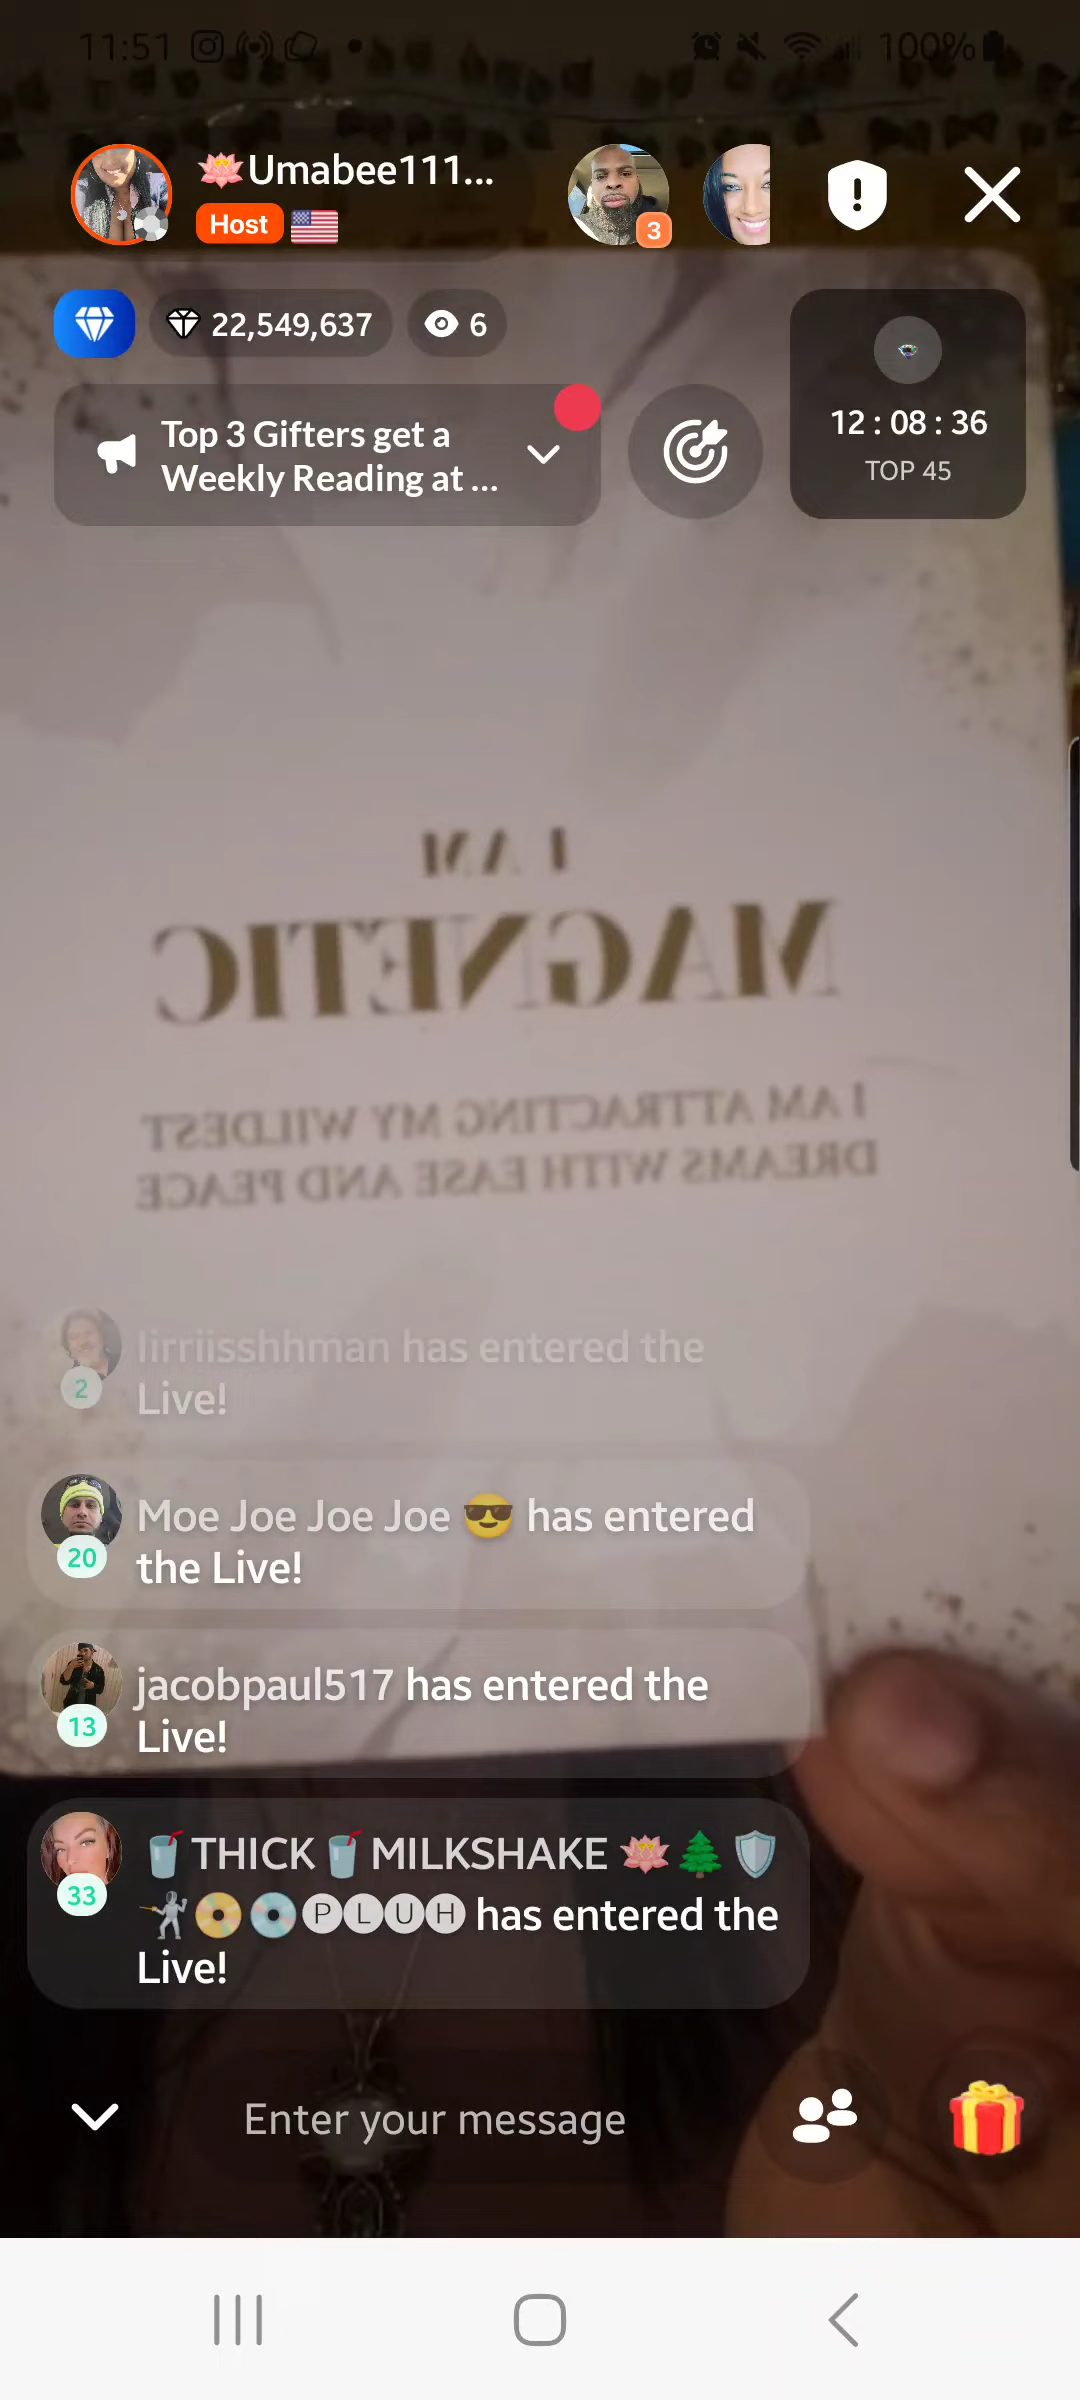 11:51 100%
🪷Umabee111...
Host
3
22,549,637 6
Top 3 Gifters get a
Weekly Reading at ...
12 : 08 : 36
TOP 45
I AM
MAGNETIC
I AM ATTRACTING MY WILDEST
DREAMS WITH EASE AND PEACE
lirriisshhman has entered the
Live!
2
Moe Joe Joe Joe 😎 has entered
the Live!
20
jacobpaul517 has entered the
Live!
13
🥤THICK🥤MILKSHAKE 🪷🌲🛡
🤺📀💿🅟🅛🅤🅗 has entered the
Live!
33
Enter your message